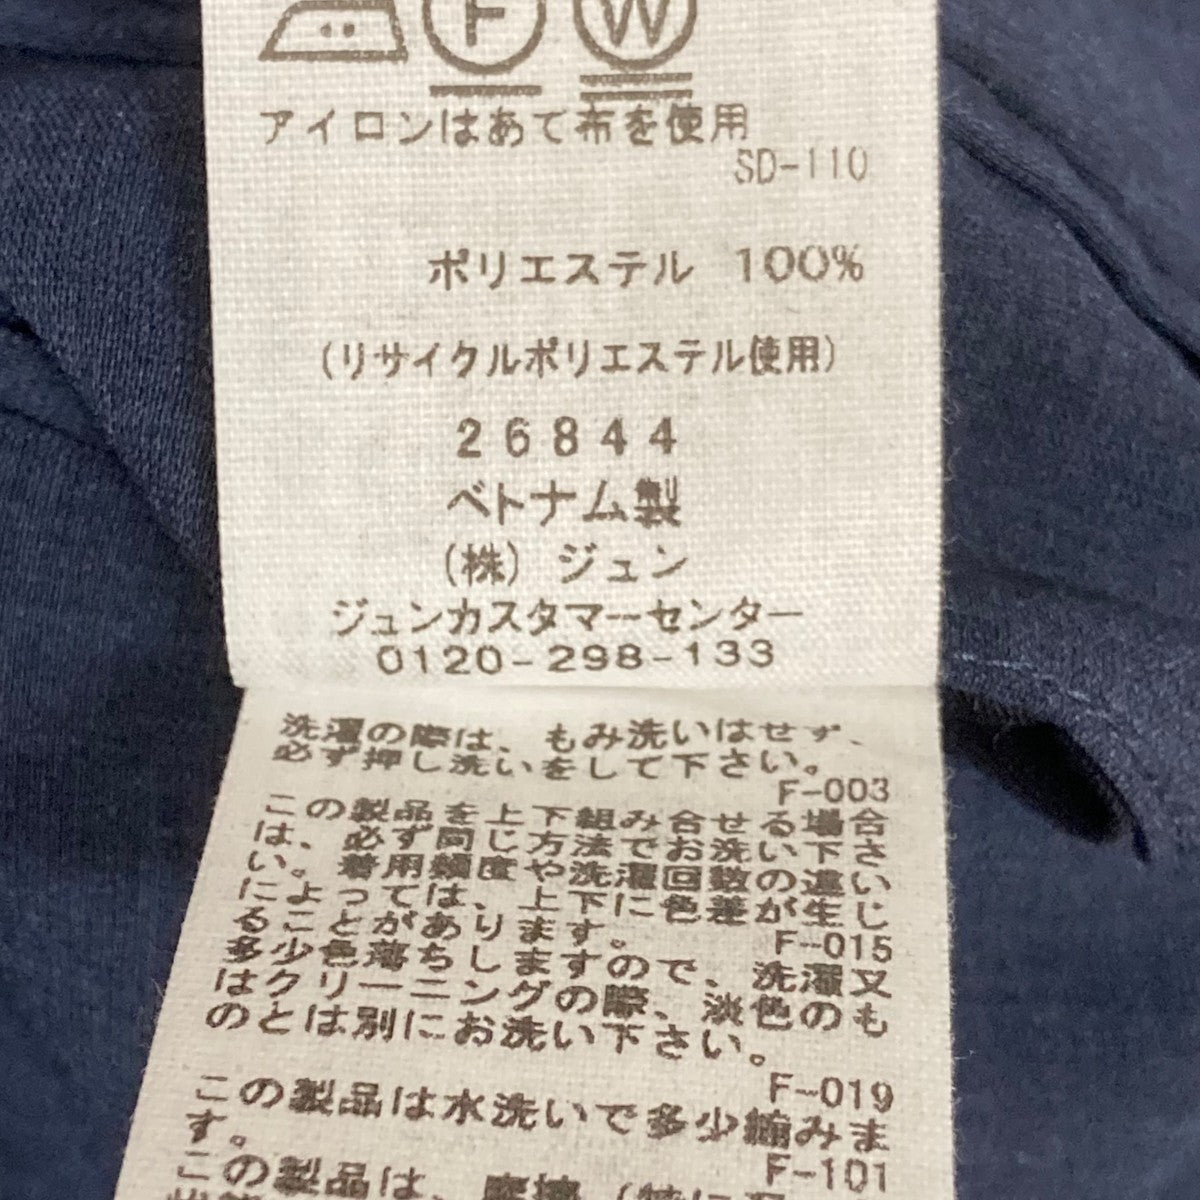 F W
アイロンはあて布を使用
SD-110
ポリエステル 100%
(リサイクルポリエステル使用)
26844
ベトナム製
(株) ジュン
ジュンカスタマーセンター
0120-298-133
洗濯の際は、もみ洗いはせず、
必ず押し洗いをして下さい。
F-003
この製品を上下組み合せる場合
は、必ず同じ方法でお洗い下さ
い。着用頻度や洗濯回数の違い
によっては、上下に色差が生じ
ることがあります。
F-015
多少色落ちしますので、洗濯又
はクリーニングの際、淡色のも
のとは別にお洗い下さい。
F-019
この製品は水洗いで多少縮みま
す。
F-101
この製品は、摩擦(特に